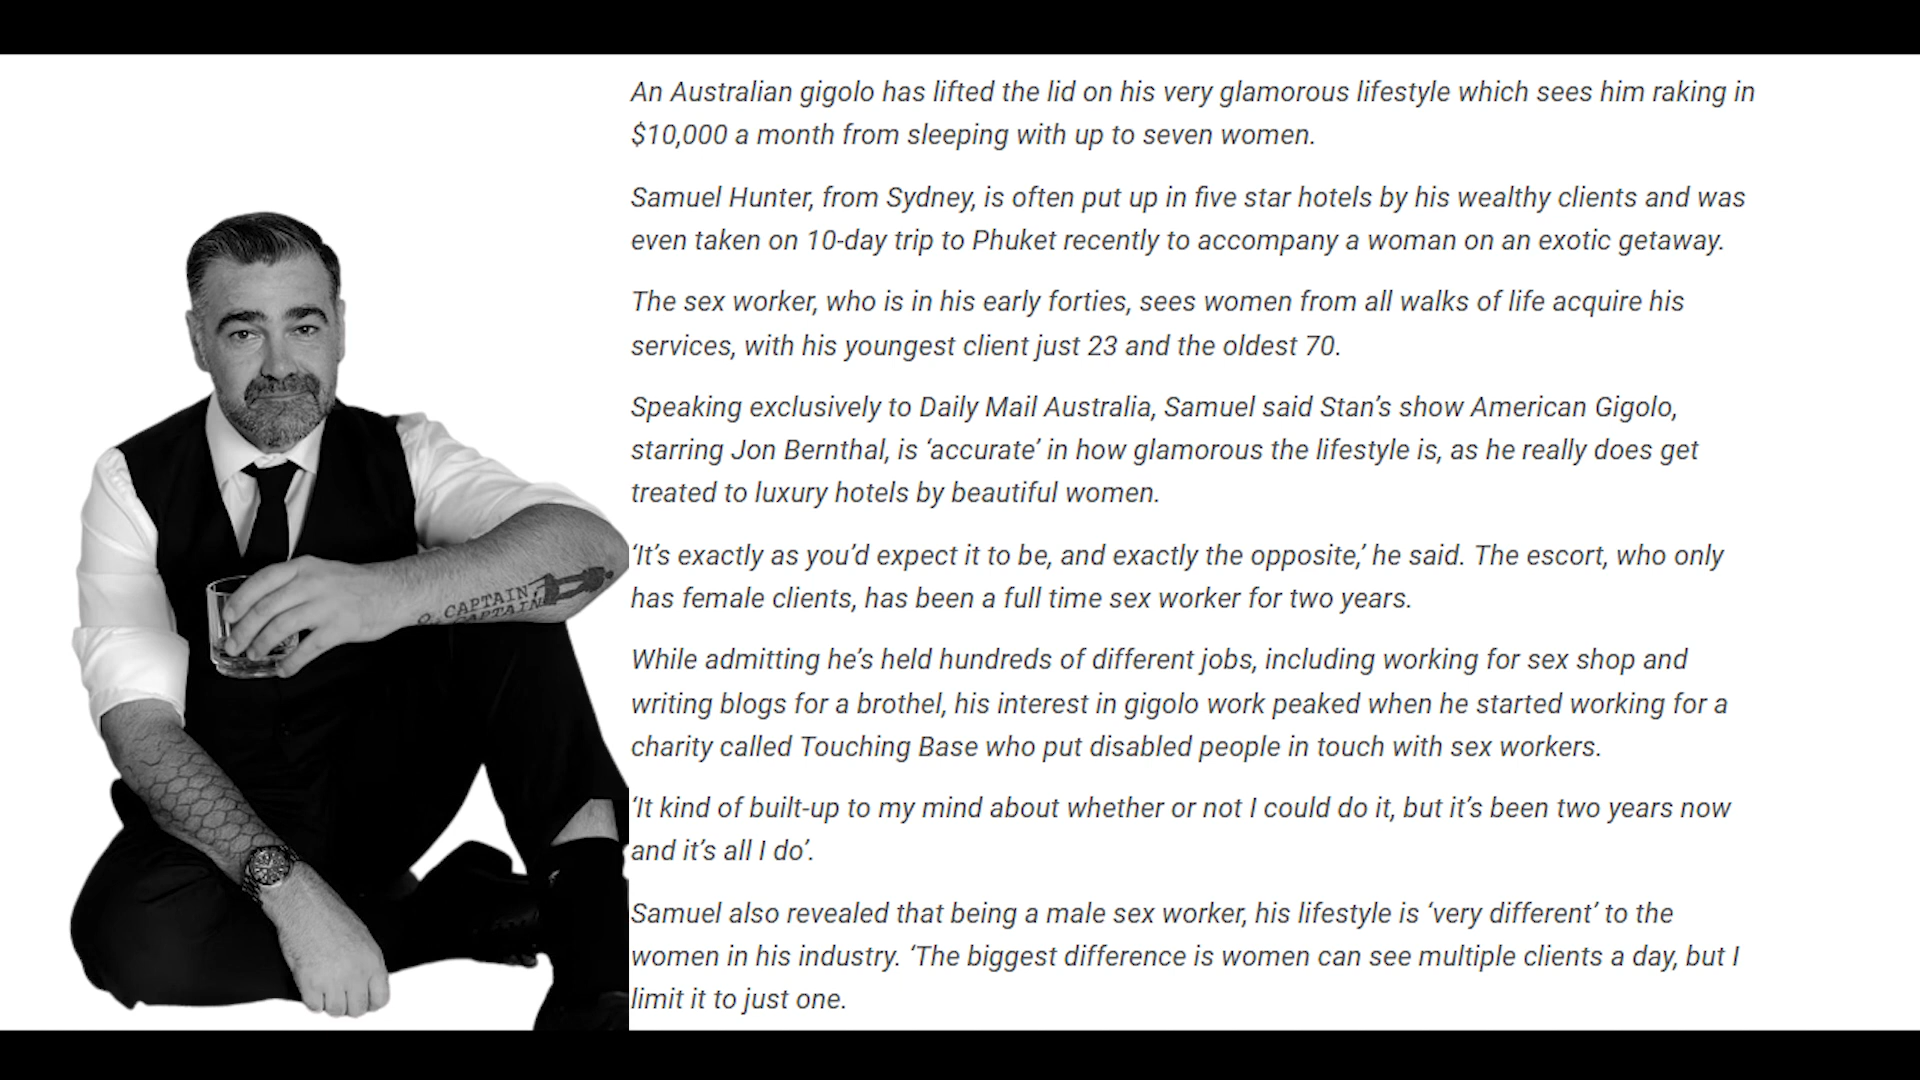 An Australian gigolo has lifted the lid on his very glamorous lifestyle which sees him raking in
$10,000 a month from sleeping with up to seven women.
Samuel Hunter, from Sydney, is often put up in five star hotels by his wealthy clients and was
even taken on 10-day trip to Phuket recently to accompany a woman on an exotic getaway.
The sex worker, who is in his early forties, sees women from all walks of life acquire his
services, with his youngest client just 23 and the oldest 70.
Speaking exclusively to Daily Mail Australia, Samuel said Stan’s show American Gigolo,
starring Jon Bernthal, is ‘accurate’ in how glamorous the lifestyle is, as he really does get
treated to luxury hotels by beautiful women.
‘It’s exactly as you’d expect it to be, and exactly the opposite,’ he said. The escort, who only
has female clients, has been a full time sex worker for two years.
While admitting he’s held hundreds of different jobs, including working for sex shop and
writing blogs for a brothel, his interest in gigolo work peaked when he started working for a
charity called Touching Base who put disabled people in touch with sex workers.
‘It kind of built-up to my mind about whether or not I could do it, but it’s been two years now
and it’s all I do’.
Samuel also revealed that being a male sex worker, his lifestyle is ‘very different’ to the
women in his industry. ‘The biggest difference is women can see multiple clients a day, but I
limit it to just one.
O CAPTAIN,
CAPTAIN